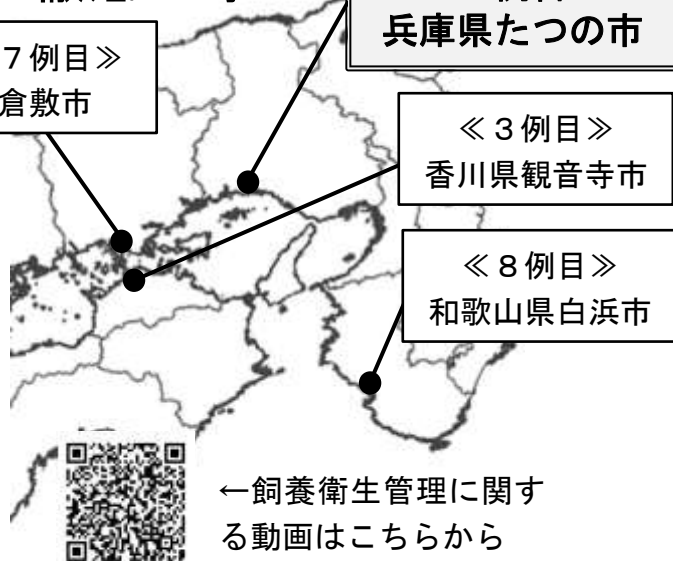 兵庫県たつの市
7例目≫
倉敷市
≪3例目≫
香川県観音寺市
≪8例目≫
和歌山県白浜市
←飼養衛生管理に関す
る動画はこちらから